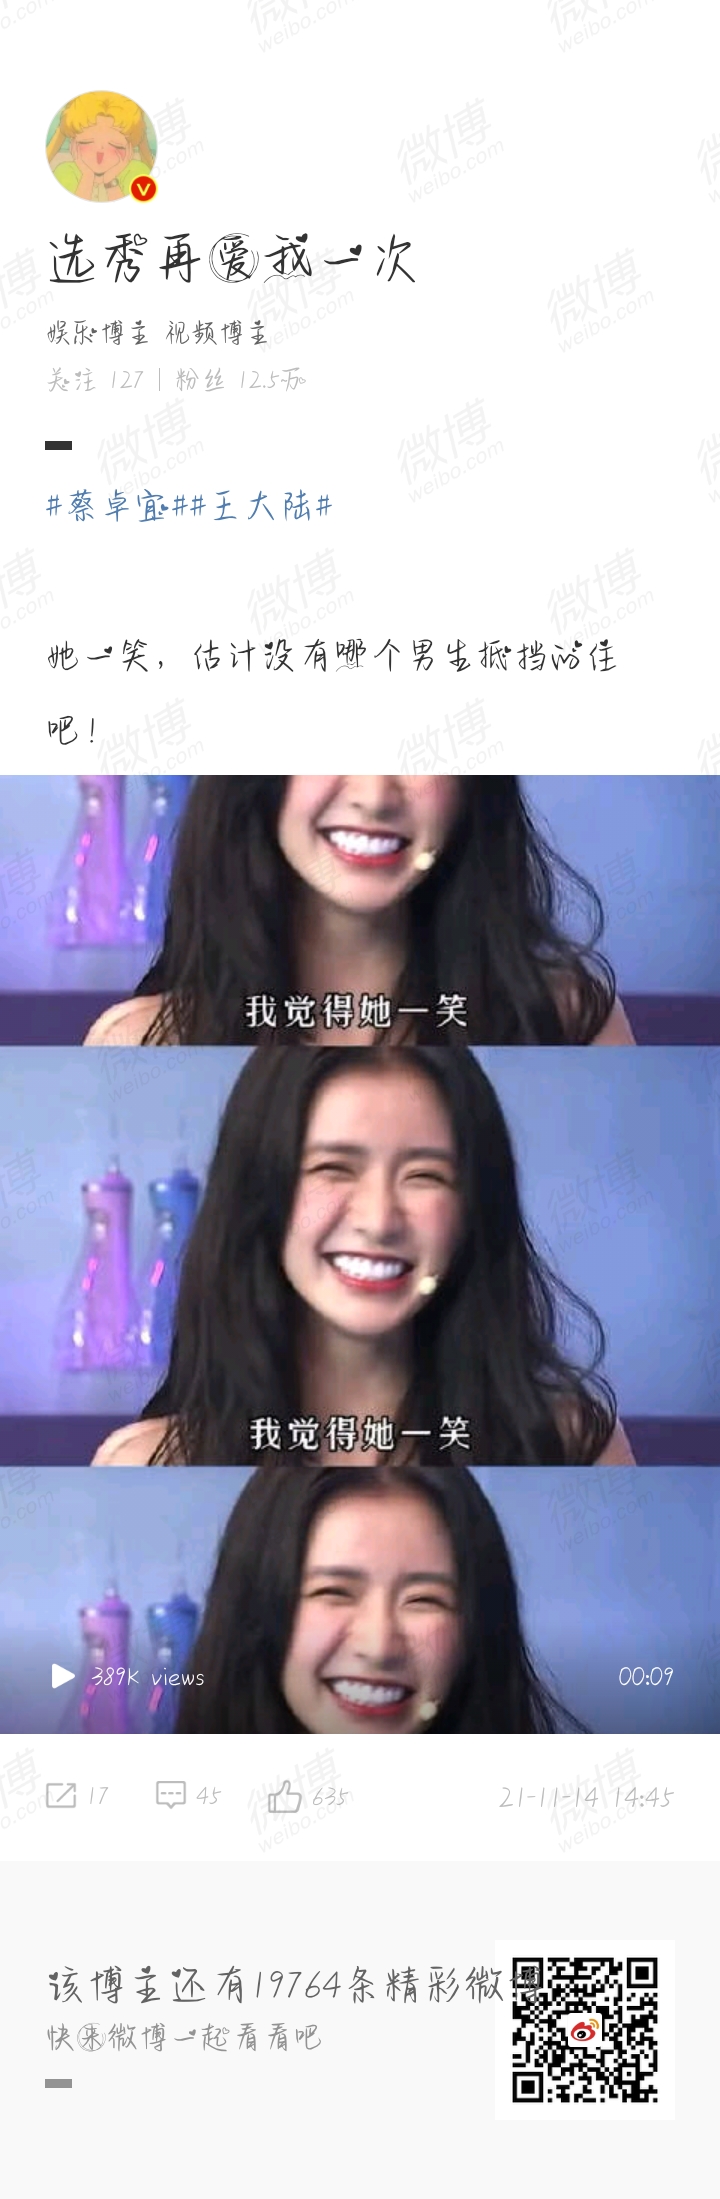 选秀再爱我一次
娱乐博主 视频博主
关注 127 | 粉丝 12.5万
#蔡卓宜##王大陆#
她一笑，估计没有哪个男生抵挡的住
吧！
我觉得她一笑
我觉得她一笑
389K views 00:09
17 45 635 21-11-14 14:45
该博主还有19764条精彩微博
快来微博一起看看吧
微博
weibo.com